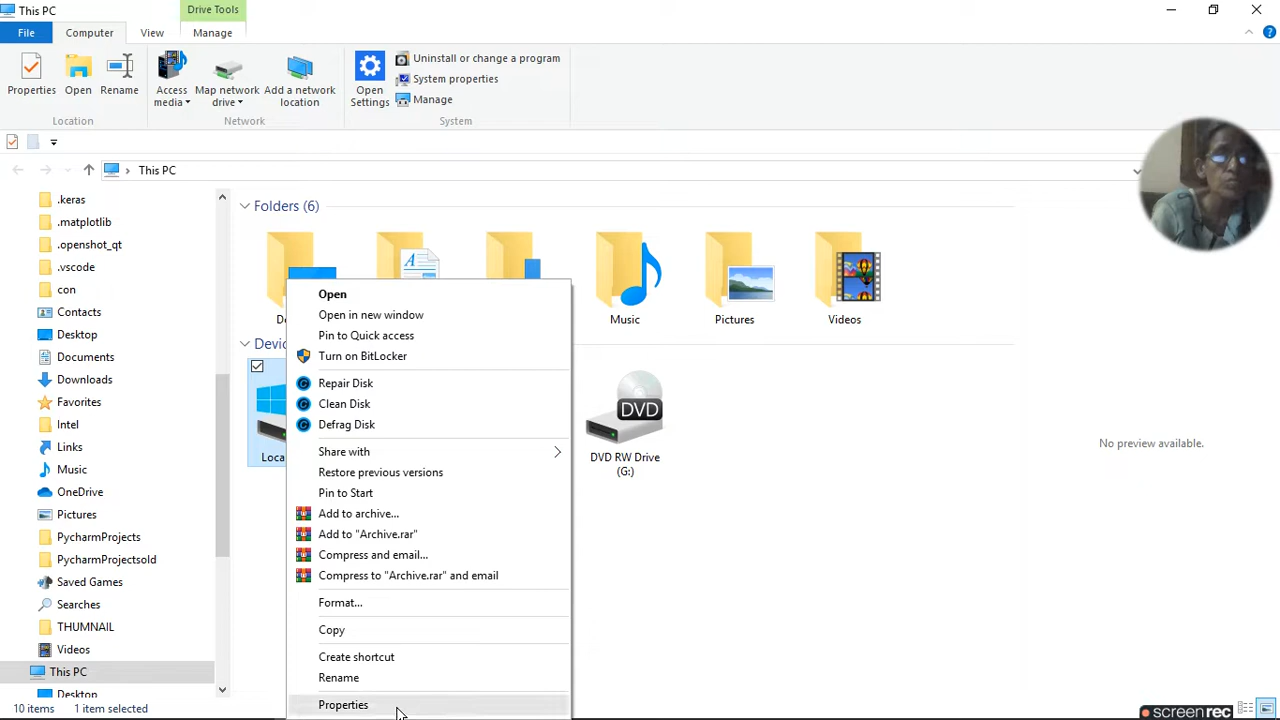 This PC
Drive Tools
File
Computer
View
Manage
Properties
Open
Rename
Location
Access media
Map network drive
Add a network location
Network
Open Settings
Uninstall or change a program
System properties
Manage
System
This PC
.keras
.matplotlib
.openshot_qt
.vscode
con
Contacts
Desktop
Documents
Downloads
Favorites
Intel
Links
Music
OneDrive
Pictures
PycharmProjects
PycharmProjectsold
Saved Games
Searches
THUMNAIL
Videos
This PC
Desktop
Folders (6)
Music
Pictures
Videos
DVD
DVD RW Drive
(G:)
No preview available.
Open
Open in new window
Pin to Quick access
Turn on BitLocker
Repair Disk
Clean Disk
Defrag Disk
Share with
Restore previous versions
Pin to Start
Add to archive...
Add to "Archive.rar"
Compress and email...
Compress to "Archive.rar" and email
Format...
Copy
Create shortcut
Rename
Properties
10 items
1 item selected
screenrec